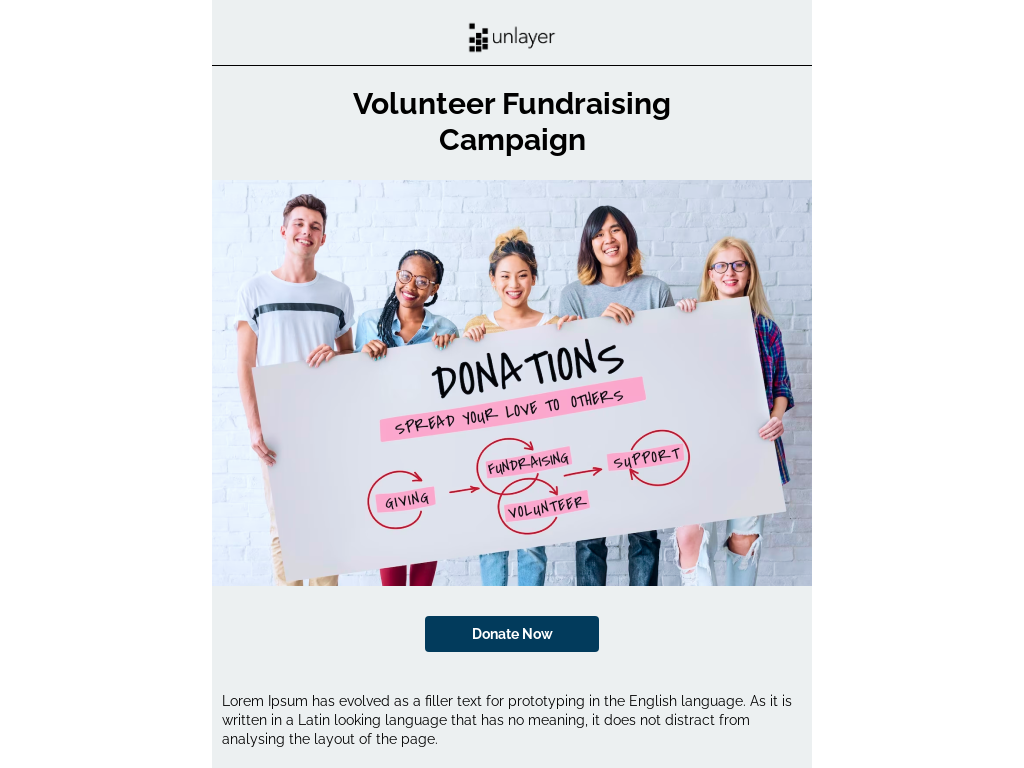 unlayer
Volunteer Fundraising
Campaign
DONATIONS
SPREAD YOUR LOVE TO OTHERS
FUNDRAISING
SUPPORT
GIVING
VOLUNTEER
Donate Now
Lorem Ipsum has evolved as a filler text for prototyping in the English language. As it is
written in a Latin looking language that has no meaning, it does not distract from
analysing the layout of the page.